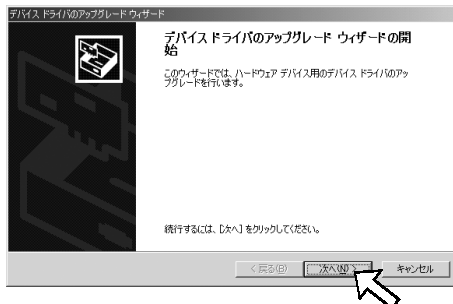 デバイス ドライバのアップグレード ウィザード
デバイス ドライバのアップグレード ウィザードの開
始
このウィザードでは、ハードウェア デバイス用のデバイス ドライバのアッ
プグレードを行います。
続行するには、[次へ] をクリックしてください。
< 戻る(B)
次へ(N) >
キャンセル